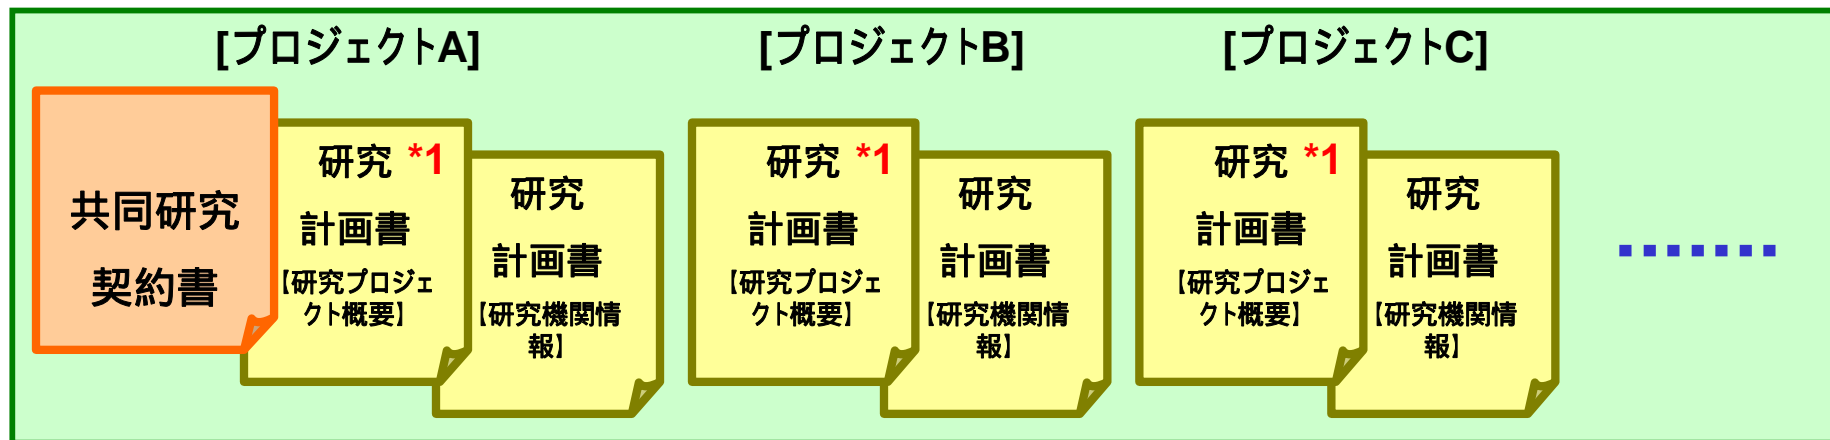 [プロジェクトA]
[プロジェクトB]
[プロジェクトC]
共同研究
契約書
研究 *1
計画書
【研究プロジェ
クト概要】
研究
計画書
【研究機関情
報】
研究 *1
計画書
【研究プロジェ
クト概要】
研究
計画書
【研究機関情
報】
研究 *1
計画書
【研究プロジェ
クト概要】
研究
計画書
【研究機関情
報】